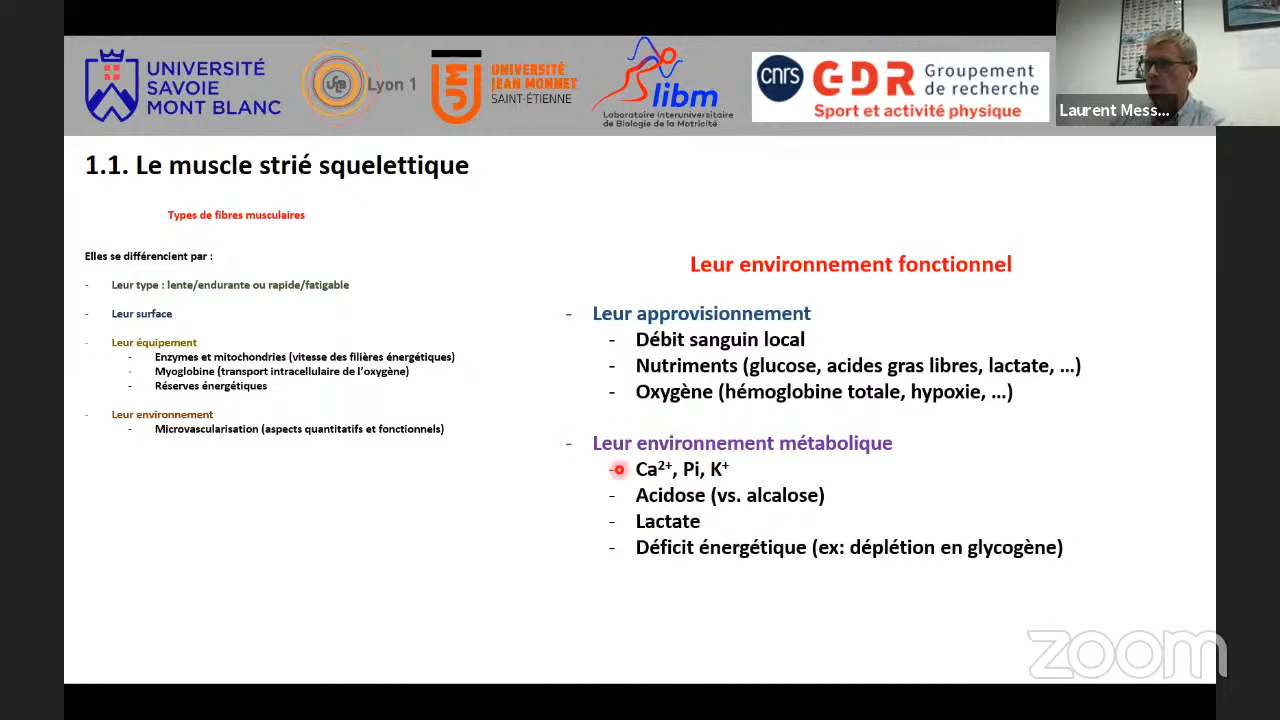 UNIVERSITÉ
SAVOIE
MONT BLANC
Lyon 1
UNIVERSITÉ
JEAN MONNET
SAINT-ÉTIENNE
libm
Laboratoire interuniversitaire
de Biologie de la Motricité
cnrs
GDR
Groupement
de recherche
Sport et activité physique
Laurent Mess...
1.1. Le muscle strié squelettique
Types de fibres musculaires
Elles se différencient par :
- Leur type : lente/endurante ou rapide/fatigable
- Leur surface
- Leur équipement
- Enzymes et mitochondries (vitesse des filières énergétiques)
- Myoglobine (transport intracellulaire de l'oxygène)
- Réserves énergétiques
- Leur environnement
- Microvascularisation (aspects quantitatifs et fonctionnels)
Leur environnement fonctionnel
- Leur approvisionnement
- Débit sanguin local
- Nutriments (glucose, acides gras libres, lactate, …)
- Oxygène (hémoglobine totale, hypoxie, …)
- Leur environnement métabolique
- Ca²⁺, Pi, K⁺
- Acidose (vs. alcalose)
- Lactate
- Déficit énergétique (ex: déplétion en glycogène)
zoom